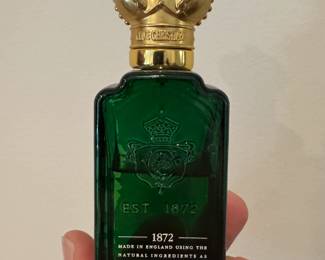 EST 1872
1872
MADE IN ENGLAND USING THE
NATURAL INGREDIENTS AS